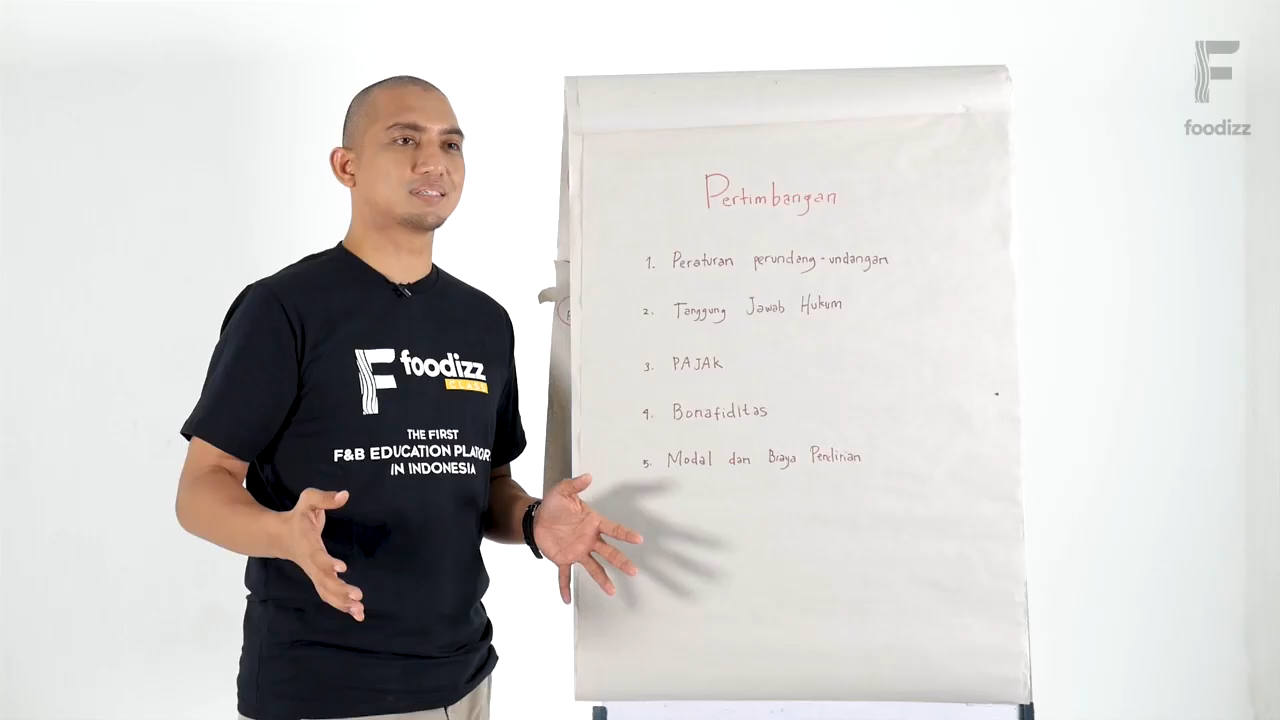 foodizz
CLASS
THE FIRST
F&B EDUCATION PLATFOR
IN INDONESIA
Pertimbangan
1. Peraturan perundang-undangan
2. Tanggung Jawab Hukum
3. PAJAK
4. Bonafiditas
5. Modal dan Biaya Pendirian
F
foodizz